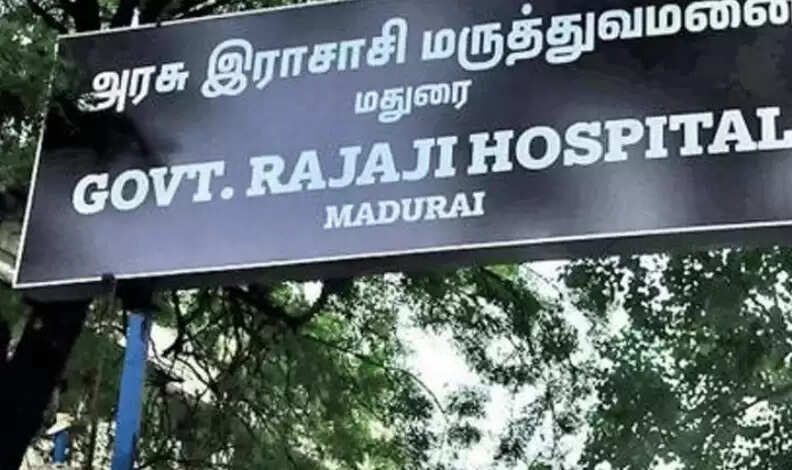 அரசு இராசாசி மருத்துவமனை
மதுரை
GOVT. RAJAJI HOSPITAL
MADURAI